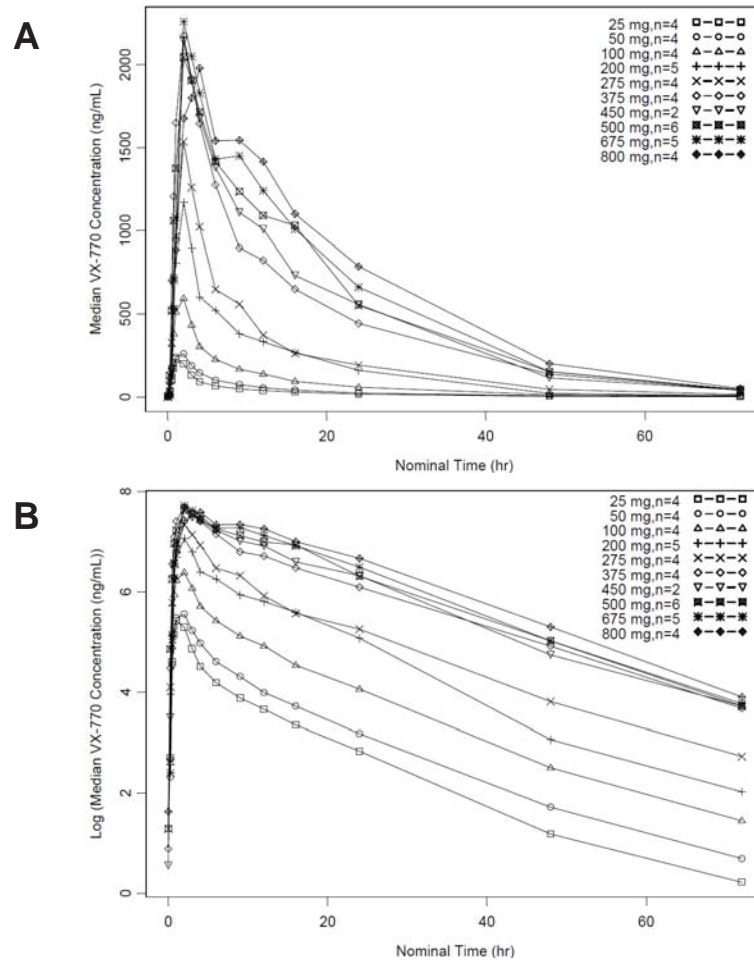 A
Median VX-770 Concentration (ng/mL)
2000
1500
1000
500
0
25 mg,n=4
50 mg,n=4
100 mg,n=4
200 mg,n=5
275 mg,n=4
375 mg,n=4
450 mg,n=2
500 mg,n=6
675 mg,n=5
800 mg,n=4
0 20 40 60
Nominal Time (hr)
B
Log (Median VX-770 Concentration (ng/mL))
8
6
4
2
0
25 mg,n=4
50 mg,n=4
100 mg,n=4
200 mg,n=5
275 mg,n=4
375 mg,n=4
450 mg,n=2
500 mg,n=6
675 mg,n=5
800 mg,n=4
0 20 40 60
Nominal Time (hr)